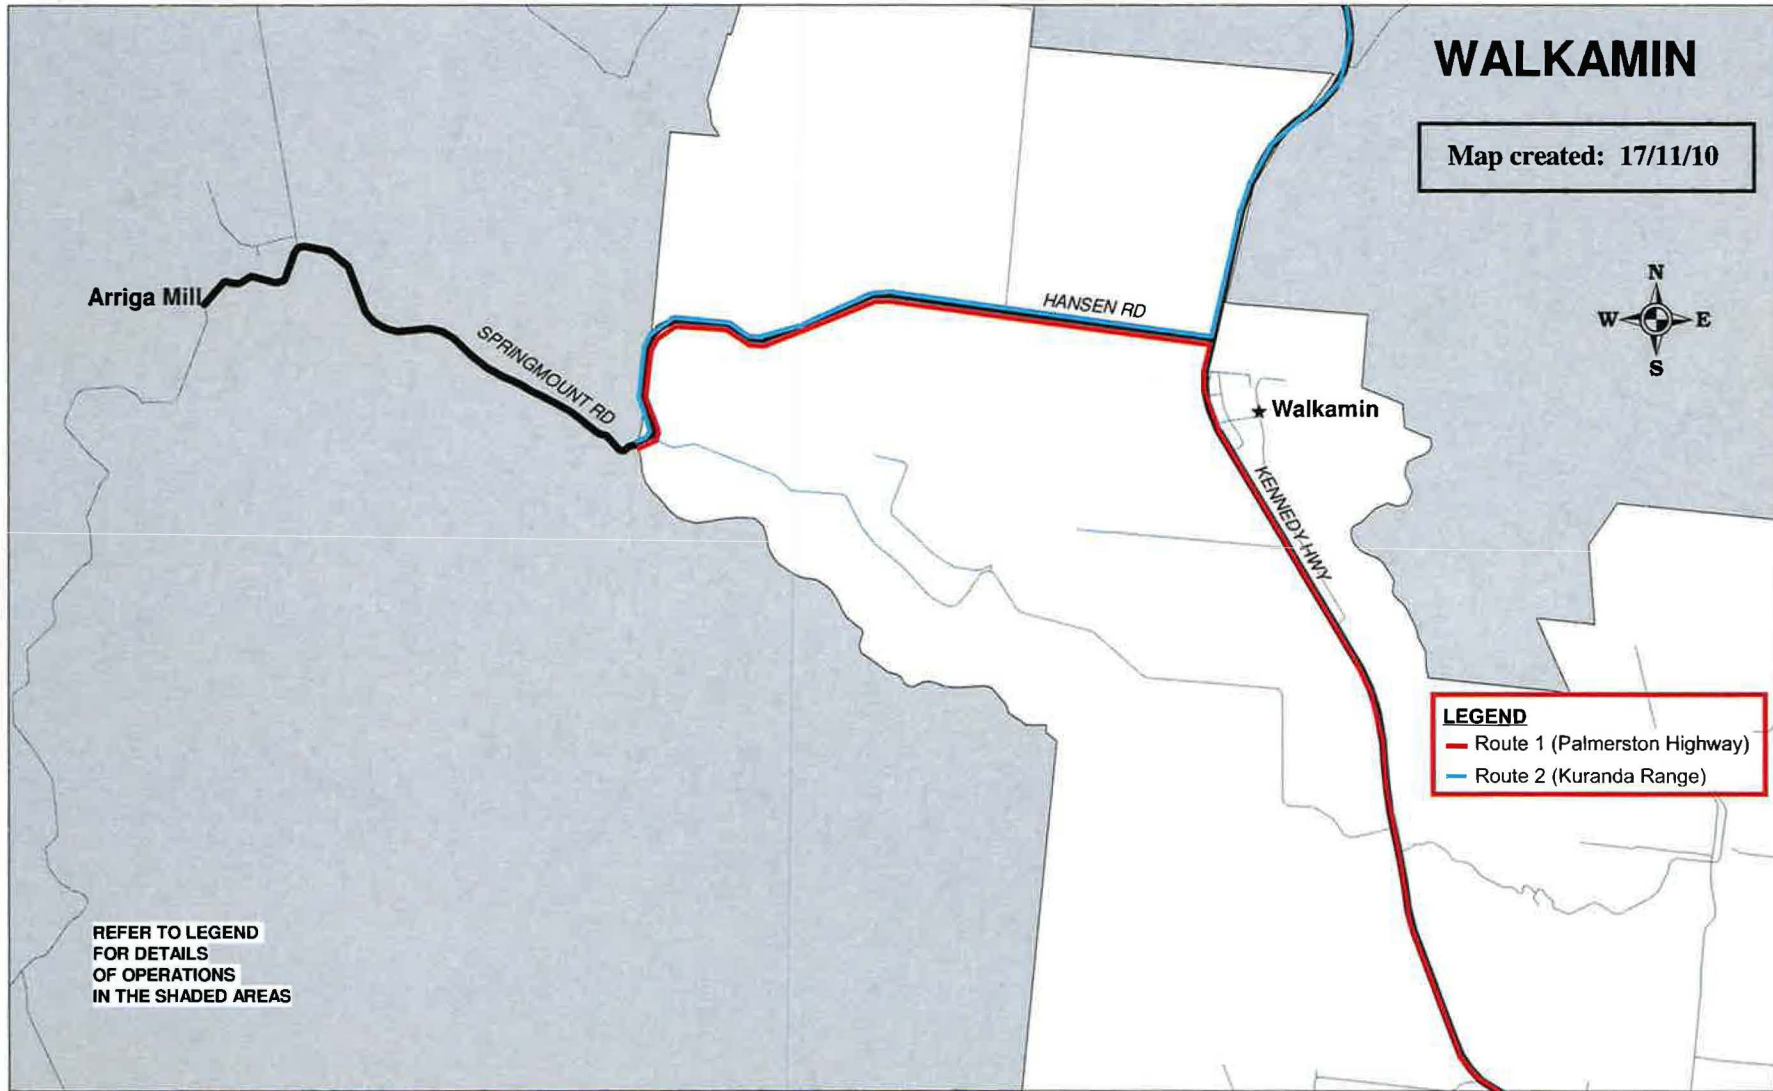 WALKAMIN
Map created: 17/11/10
N
W E
S
HANSEN RD
Arriga Mill
SPRINGMOUNT RD
Walkamin
KENNEDY HWY
LEGEND
Route 1 (Palmerston Highway)
Route 2 (Kuranda Range)
REFER TO LEGEND
FOR DETAILS
OF OPERATIONS
IN THE SHADED AREAS